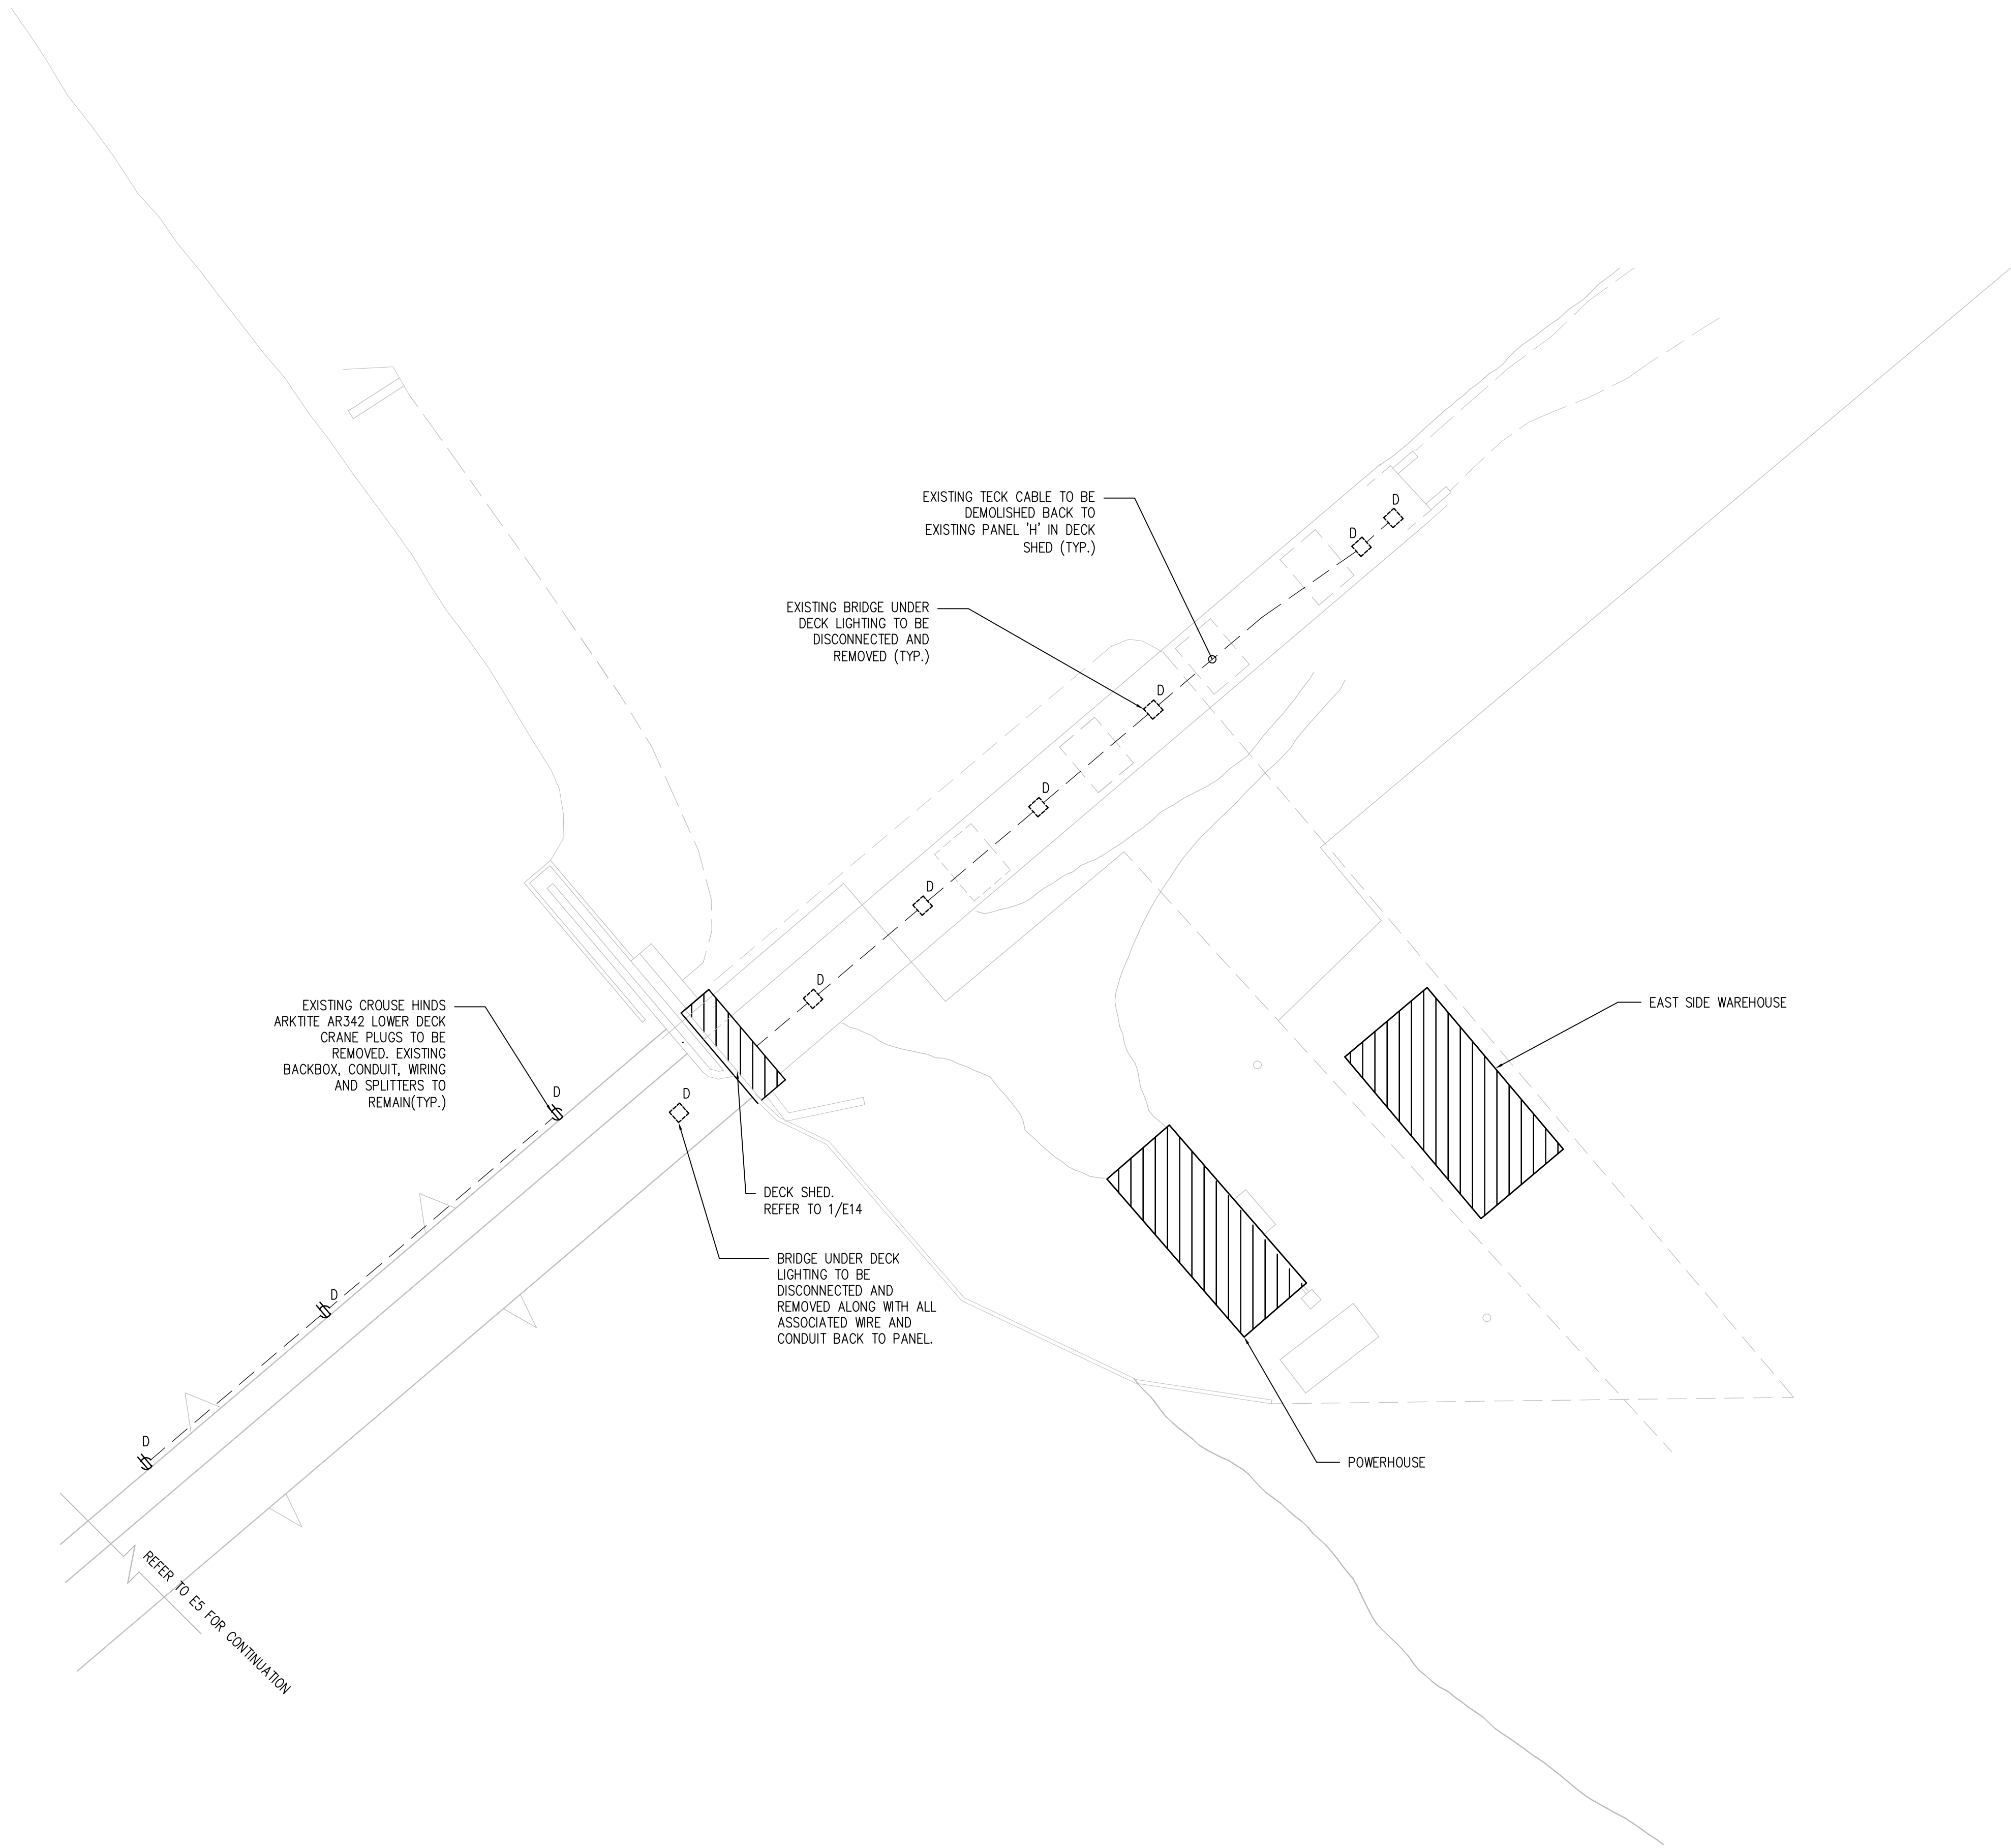 EXISTING TECK CABLE TO BE
DEMOLISHED BACK TO
EXISTING PANEL 'H' IN DECK
SHED (TYP.)
D
D
EXISTING BRIDGE UNDER
DECK LIGHTING TO BE
DISCONNECTED AND
REMOVED (TYP.)
D
D
D
D
EXISTING CROUSE HINDS
ARKTITE AR342 LOWER DECK
CRANE PLUGS TO BE
REMOVED. EXISTING
BACKBOX, CONDUIT, WIRING
AND SPLITTERS TO
REMAIN(TYP.)
EAST SIDE WAREHOUSE
D
D
DECK SHED.
REFER TO 1/E14
BRIDGE UNDER DECK
LIGHTING TO BE
DISCONNECTED AND
REMOVED ALONG WITH ALL
ASSOCIATED WIRE AND
CONDUIT BACK TO PANEL.
D
D
POWERHOUSE
REFER TO E5 FOR CONTINUATION